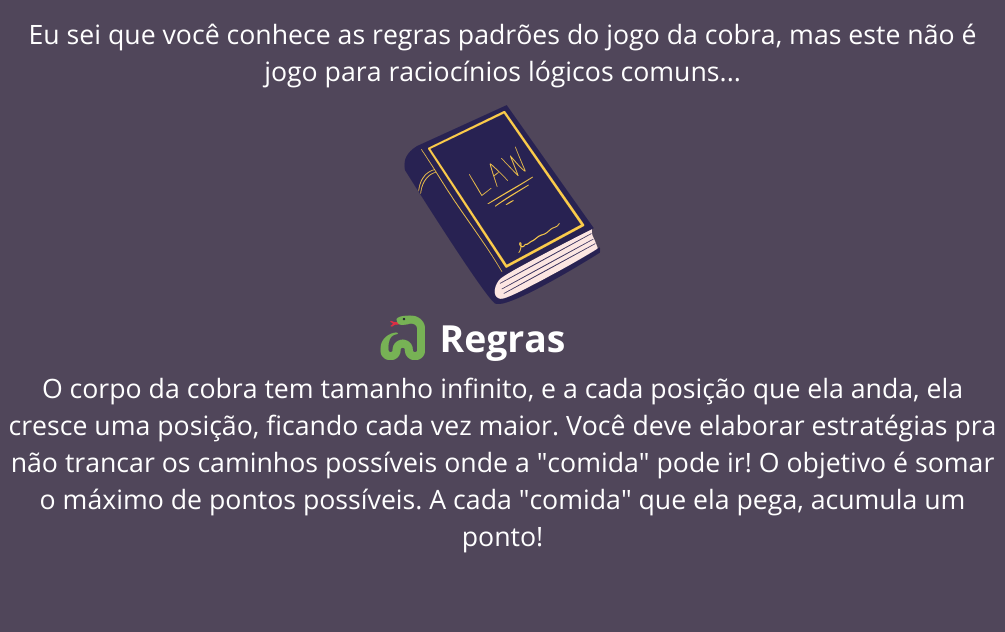 Eu sei que você conhece as regras padrões do jogo da cobra, mas este não é
jogo para raciocínios lógicos comuns...
LAW
Regras
O corpo da cobra tem tamanho infinito, e a cada posição que ela anda, ela
cresce uma posição, ficando cada vez maior. Você deve elaborar estratégias pra
não trancar os caminhos possíveis onde a "comida" pode ir! O objetivo é somar
o máximo de pontos possíveis. A cada "comida" que ela pega, acumula um
ponto!